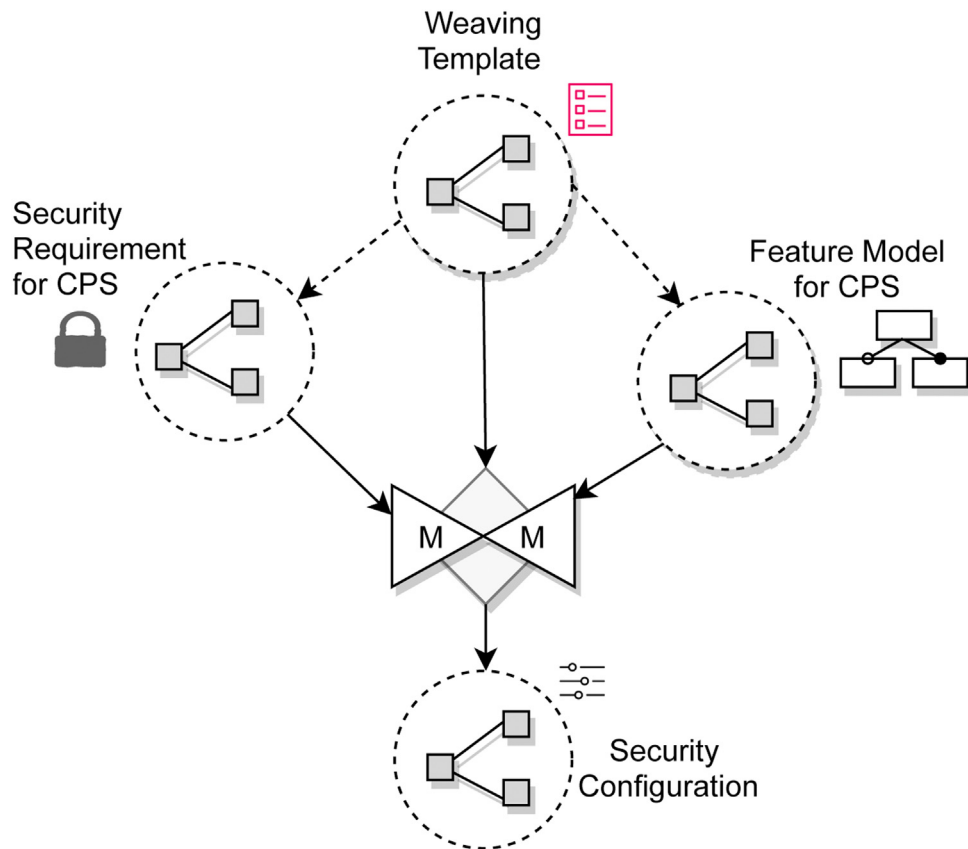 Weaving
Template
Security
Requirement
for CPS
Feature Model
for CPS
M M
Security
Configuration